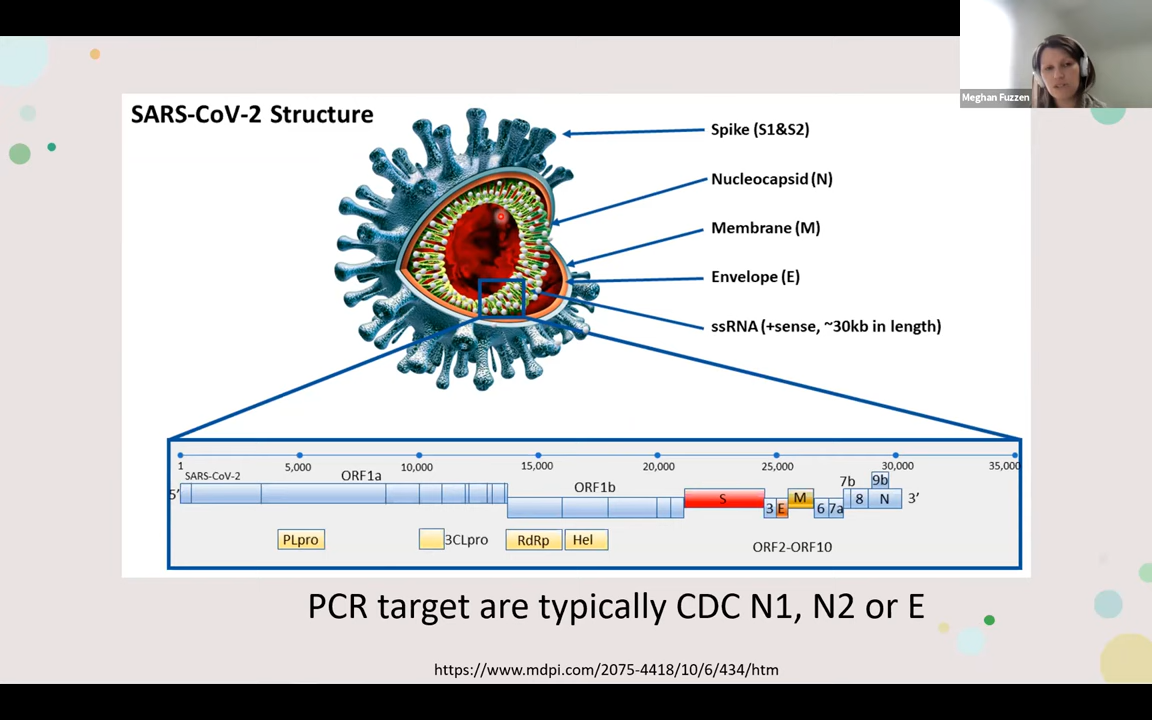 Meghan Fuzzen
SARS-CoV-2 Structure
Spike (S1&S2)
Nucleocapsid (N)
Membrane (M)
Envelope (E)
ssRNA (+sense, ~30kb in length)
1 5,000 10,000 15,000 20,000 25,000 30,000 35,000
SARS-CoV-2 ORF1a ORF1b 7b 9b
5’ S 3 E M 6 7a 8 N 3’
PLpro 3CLpro RdRp Hel ORF2-ORF10
PCR target are typically CDC N1, N2 or E
https://www.mdpi.com/2075-4418/10/6/434/htm